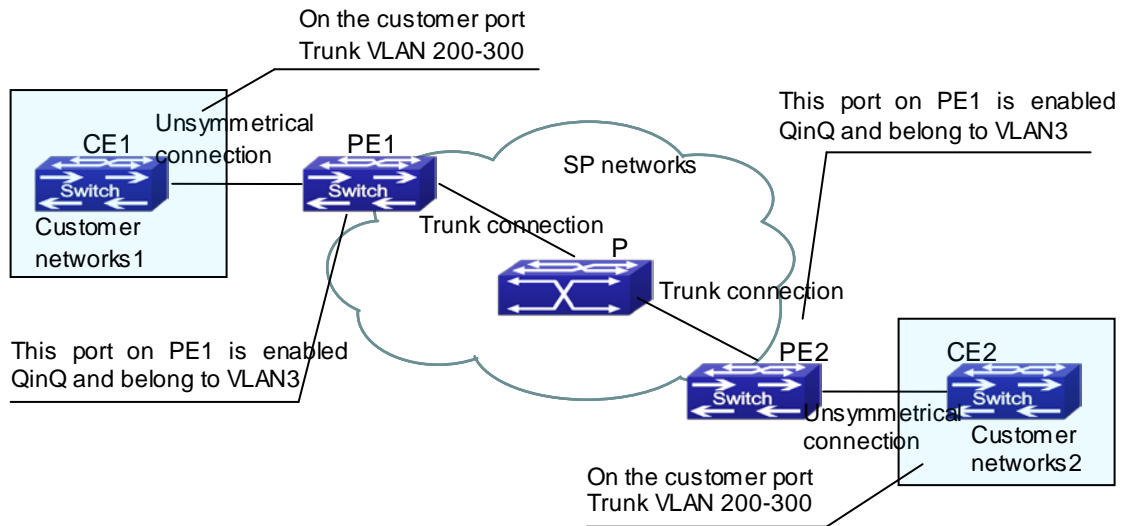 On the customer port
Trunk VLAN 200-300
Unsymmetrical
connection
CE1
Switch
Customer
networks1
PE1
Switch
SP networks
This port on PE1 is enabled
QinQ and belong to VLAN3
Trunk connection
P
Trunk connection
This port on PE1 is enabled
QinQ and belong to VLAN3
PE2
Switch
CE2
Switch
Unsymmetrical
connection
Customer
networks2
On the customer port
Trunk VLAN 200-300